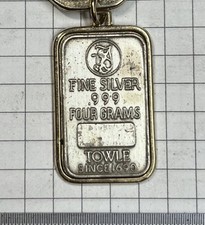 FINE SILVER
999
FOUR GRAMS
TOWLE
SINCE 1690